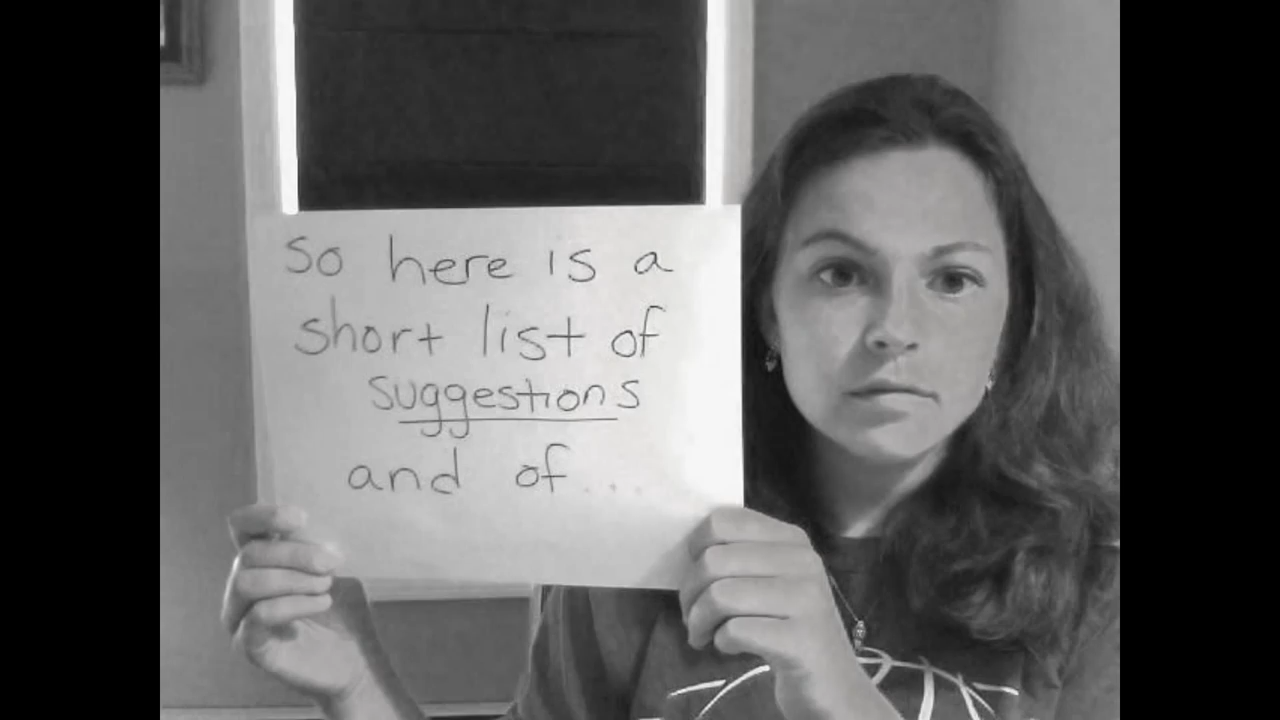 So here is a
short list of
suggestions
and of....